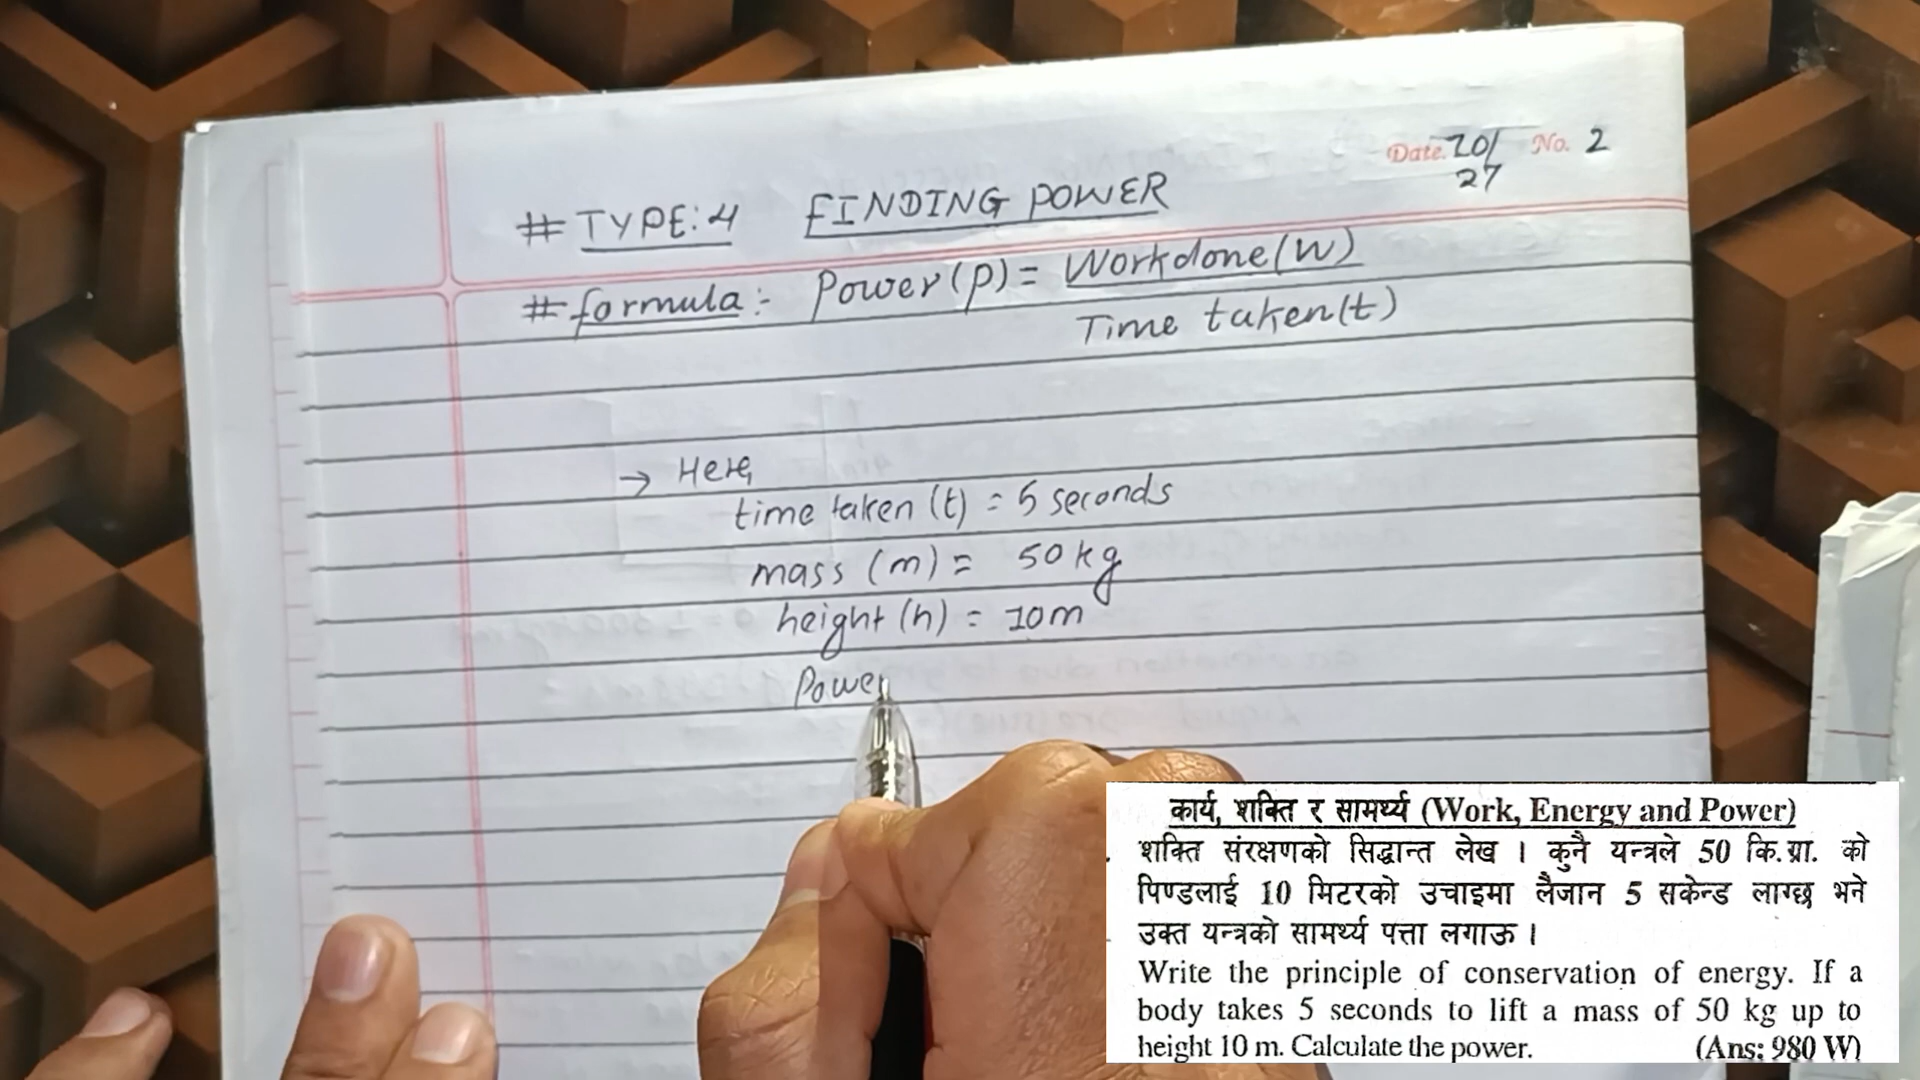 Date. 20/ No. 2
27
# TYPE:4 FINDING POWER
# formula:- Power(P) = Workdone(W)
Time taken(t)
→ Here,
time taken (t) = 5 seconds
mass (m) = 50 kg
height (h) = 10m
Power
कार्य, शक्ति र सामर्थ्य (Work, Energy and Power)
शक्ति संरक्षणको सिद्धान्त लेख । कुनै यन्त्रले 50 कि.ग्रा. को
पिण्डलाई 10 मिटरको उचाइमा लैजान 5 सकेन्ड लाग्छ भने
उक्त यन्त्रको सामर्थ्य पत्ता लगाऊ ।
Write the principle of conservation of energy. If a
body takes 5 seconds to lift a mass of 50 kg up to
height 10 m. Calculate the power. (Ans: 980 W)